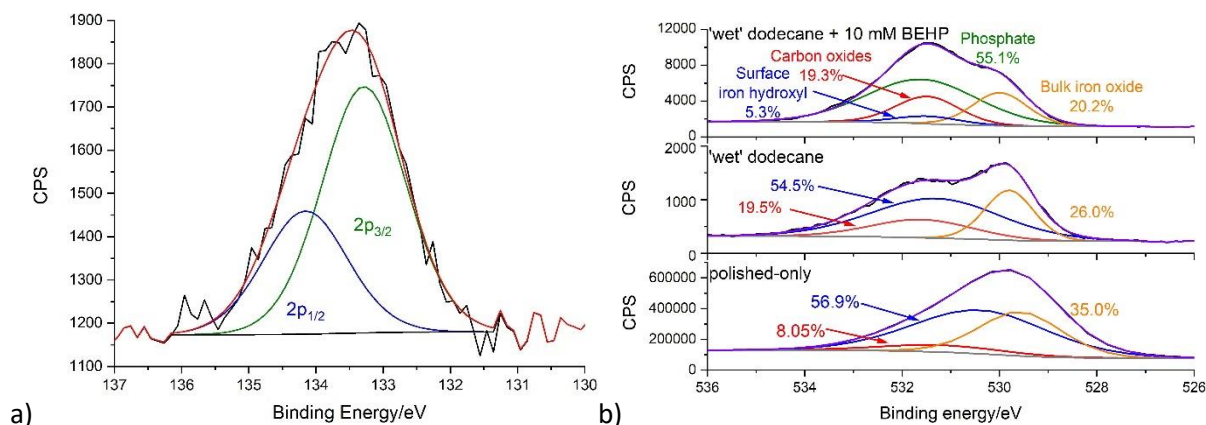 1900
1800
1700
1600
1500
1400
1300
1200
1100
CPS
2p3/2
2p1/2
137 136 135 134 133 132 131 130
Binding Energy/eV
a)
12000
8000
4000
0
CPS
'wet' dodecane + 10 mM BEHP
Phosphate
55.1%
Carbon oxides
19.3%
Surface
iron hydroxyl
5.3%
Bulk iron oxide
20.2%
2000
1000
0
CPS
'wet' dodecane
54.5%
19.5%
26.0%
600000
400000
200000
0
CPS
polished-only
56.9%
8.05%
35.0%
536 534 532 530 528 526
Binding energy/eV
b)